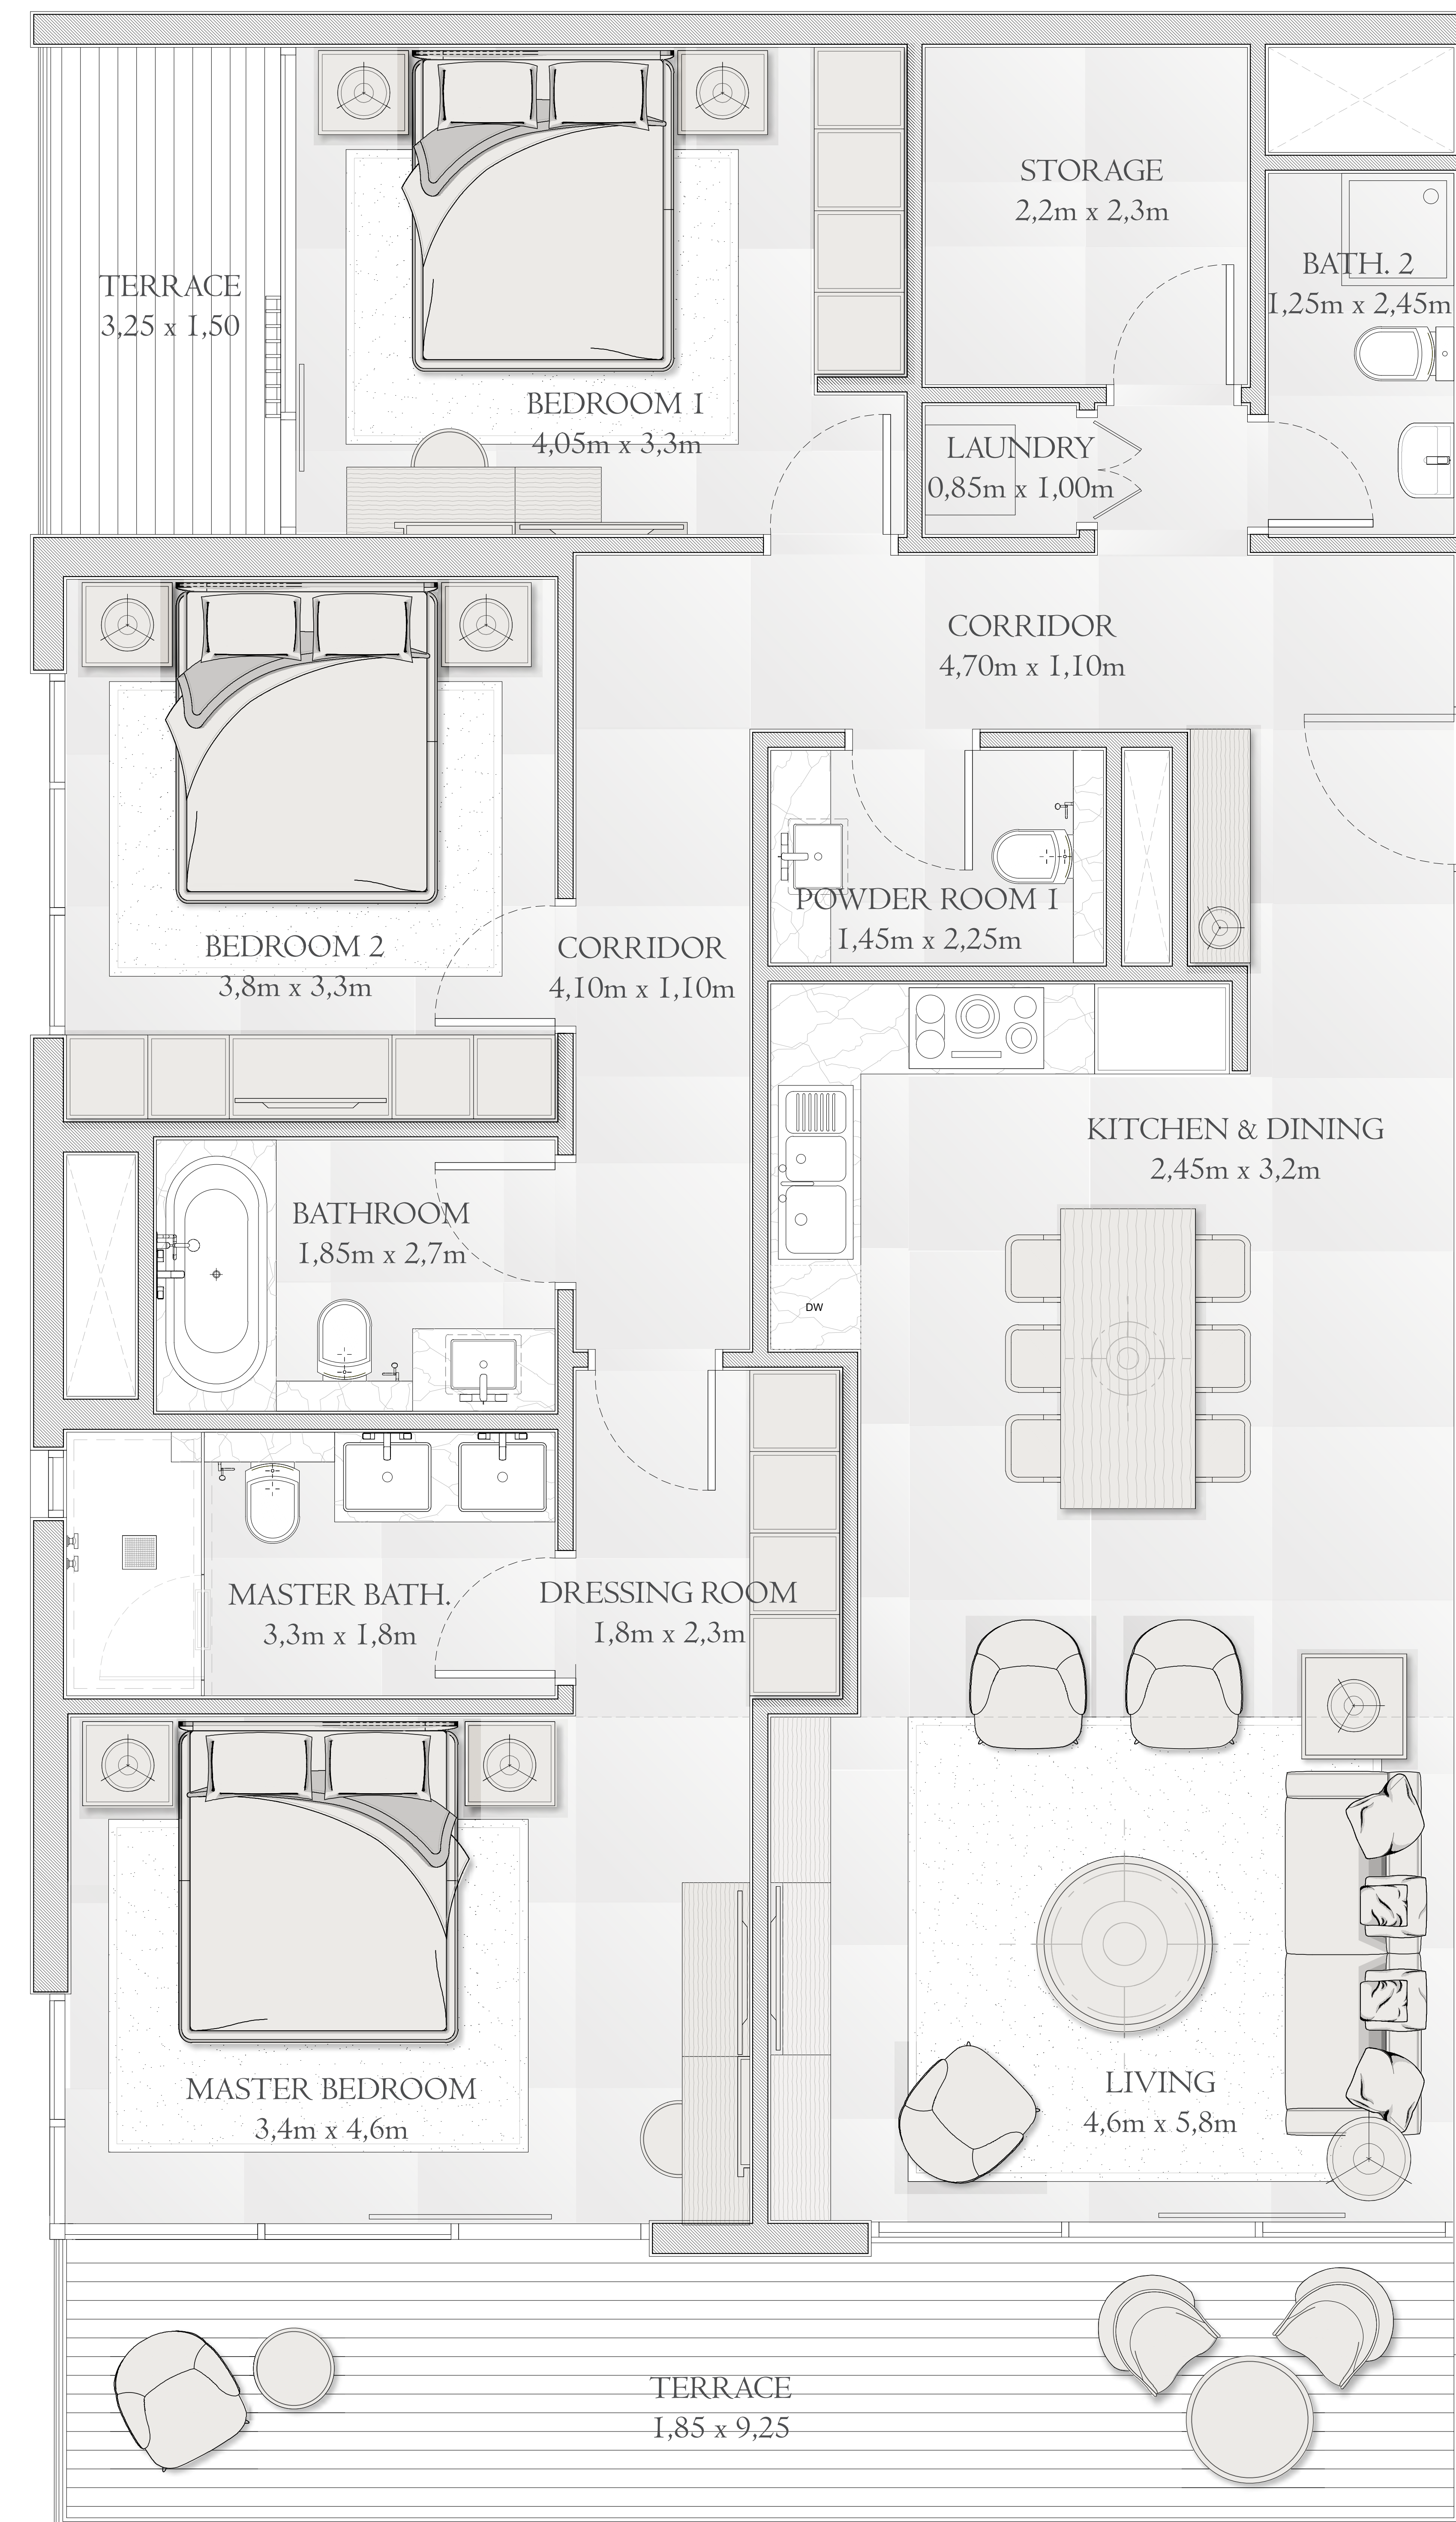 STORAGE
2,2m x 2,3m
BATH. 2
1,25m x 2,45m
TERRACE
3,25 x 1,50
BEDROOM 1
4,05m x 3,3m
LAUNDRY
0,85m x 1,00m
CORRIDOR
4,70m x 1,10m
POWDER ROOM 1
1,45m x 2,25m
BEDROOM 2
3,8m x 3,3m
CORRIDOR
4,10m x 1,10m
KITCHEN & DINING
2,45m x 3,2m
BATHROOM
1,85m x 2,7m
DW
MASTER BATH.
3,3m x 1,8m
DRESSING ROOM
1,8m x 2,3m
MASTER BEDROOM
3,4m x 4,6m
LIVING
4,6m x 5,8m
TERRACE
1,85 x 9,25